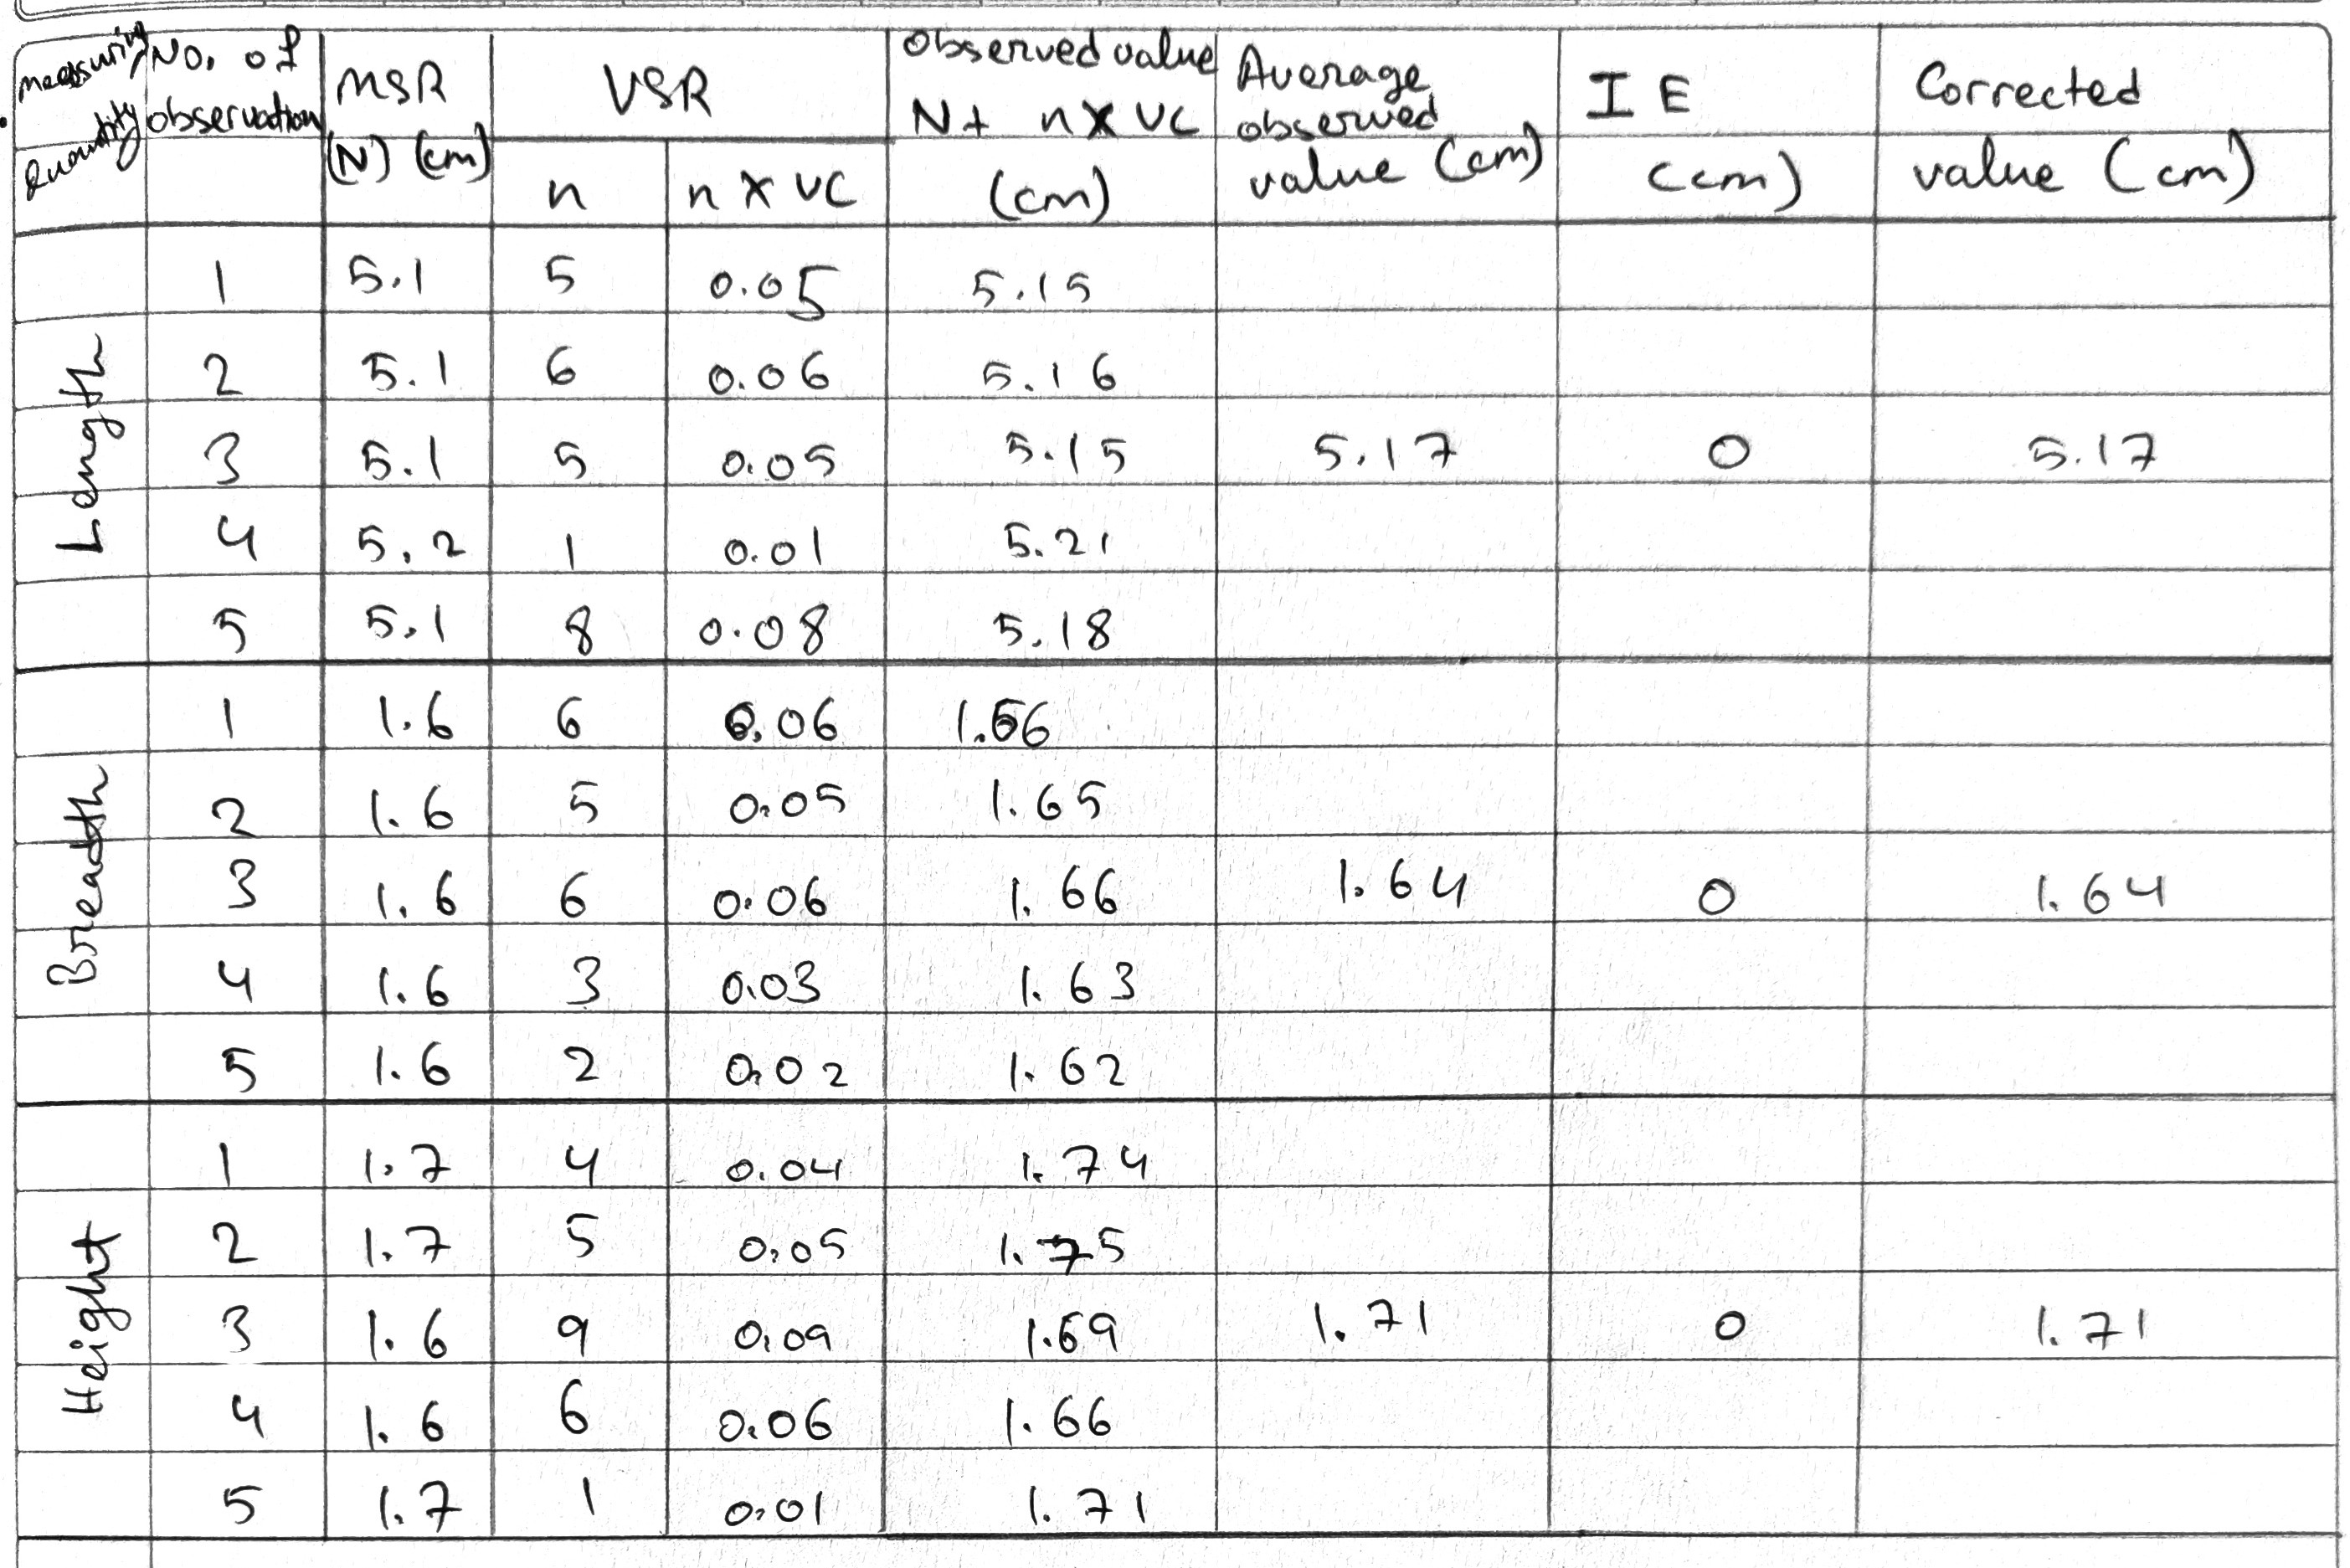 Measuring Quantity | No. of observation | MSR (N) (cm) | VSR | Observed value N + n x VC (cm) | Average observed value (cm) | I E (cm) | Corrected value (cm)
n | n x VC
Length
1 | 5.1 | 5 | 0.05 | 5.15
2 | 5.1 | 6 | 0.06 | 5.16
3 | 5.1 | 5 | 0.05 | 5.15 | 5.17 | 0 | 5.17
4 | 5.2 | 1 | 0.01 | 5.21
5 | 5.1 | 8 | 0.08 | 5.18
Breadth
1 | 1.6 | 6 | 0.06 | 1.66
2 | 1.6 | 5 | 0.05 | 1.65
3 | 1.6 | 6 | 0.06 | 1.66 | 1.64 | 0 | 1.64
4 | 1.6 | 3 | 0.03 | 1.63
5 | 1.6 | 2 | 0.02 | 1.62
Height
1 | 1.7 | 4 | 0.04 | 1.74
2 | 1.7 | 5 | 0.05 | 1.75
3 | 1.6 | 9 | 0.09 | 1.69 | 1.71 | 0 | 1.71
4 | 1.6 | 6 | 0.06 | 1.66
5 | 1.7 | 1 | 0.01 | 1.71